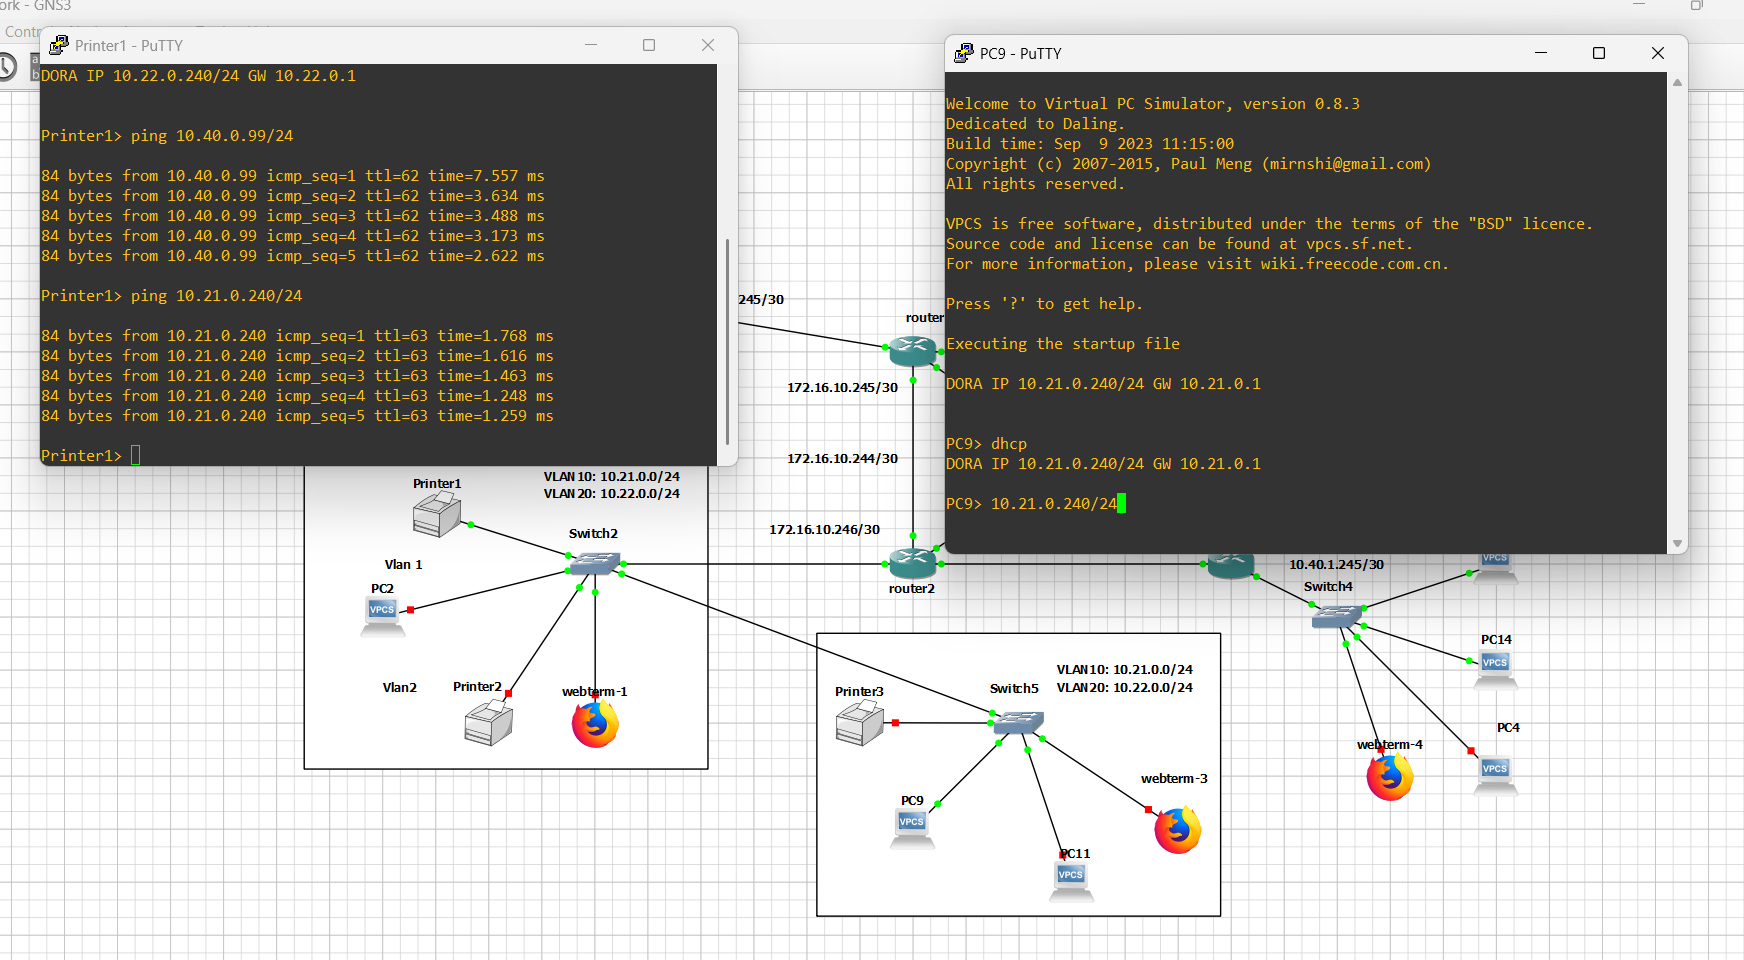 ork - GNS3
Printer1 - PuTTY
DORA IP 10.22.0.240/24 GW 10.22.0.1
Printer1> ping 10.40.0.99/24
84 bytes from 10.40.0.99 icmp_seq=1 ttl=62 time=7.557 ms
84 bytes from 10.40.0.99 icmp_seq=2 ttl=62 time=3.634 ms
84 bytes from 10.40.0.99 icmp_seq=3 ttl=62 time=3.488 ms
84 bytes from 10.40.0.99 icmp_seq=4 ttl=62 time=3.173 ms
84 bytes from 10.40.0.99 icmp_seq=5 ttl=62 time=2.622 ms
Printer1> ping 10.21.0.240/24
84 bytes from 10.21.0.240 icmp_seq=1 ttl=63 time=1.768 ms
84 bytes from 10.21.0.240 icmp_seq=2 ttl=63 time=1.616 ms
84 bytes from 10.21.0.240 icmp_seq=3 ttl=63 time=1.463 ms
84 bytes from 10.21.0.240 icmp_seq=4 ttl=63 time=1.248 ms
84 bytes from 10.21.0.240 icmp_seq=5 ttl=63 time=1.259 ms
Printer1>
PC9 - PuTTY
Welcome to Virtual PC Simulator, version 0.8.3
Dedicated to Daling.
Build time: Sep  9 2023 11:15:00
Copyright (c) 2007-2015, Paul Meng (mirnshi@gmail.com)
All rights reserved.
VPCS is free software, distributed under the terms of the "BSD" licence.
Source code and license can be found at vpcs.sf.net.
For more information, please visit wiki.freecode.com.cn.
Press '?' to get help.
Executing the startup file
DORA IP 10.21.0.240/24 GW 10.21.0.1
PC9> dhcp
DORA IP 10.21.0.240/24 GW 10.21.0.1
PC9> 10.21.0.240/24
245/30
router
172.16.10.245/30
172.16.10.244/30
172.16.10.246/30
router2
Printer1
VLAN10: 10.21.0.0/24
VLAN20: 10.22.0.0/24
Switch2
Vlan 1
PC2
VPCS
Vlan2
Printer2
webterm-1
VLAN10: 10.21.0.0/24
VLAN20: 10.22.0.0/24
Printer3
Switch5
webterm-3
PC9
VPCS
PC11
VPCS
10.40.1.245/30
Switch4
VPCS
PC14
VPCS
PC4
VPCS
webterm-4